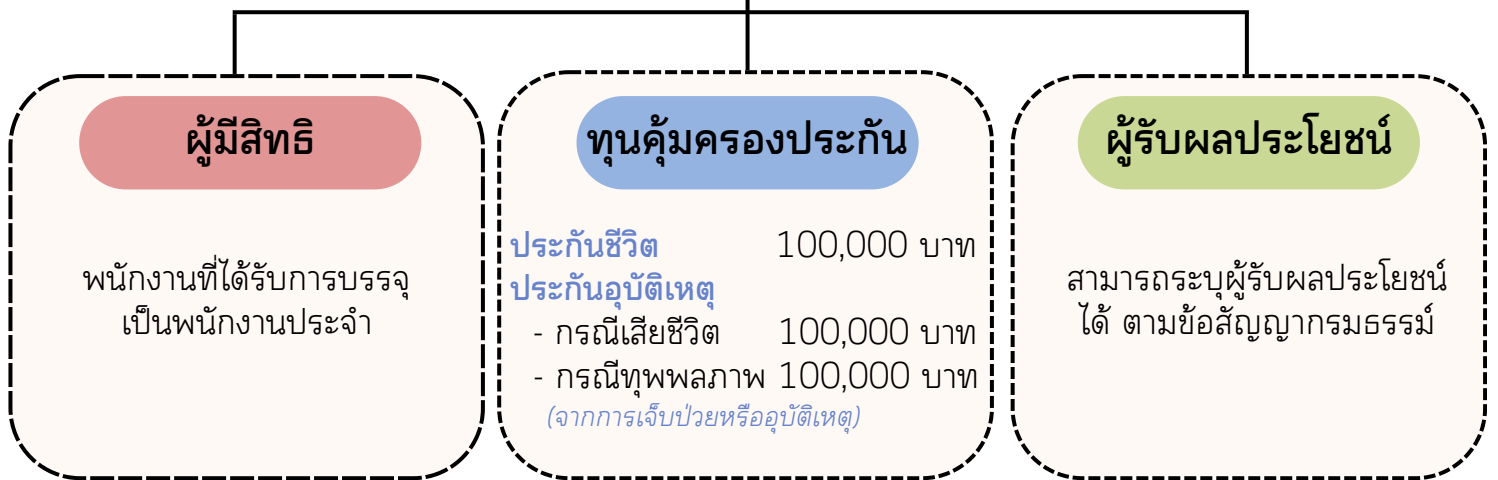 ผู้มีสิทธิ
พนักงานที่ได้รับการบรรจุ
เป็นพนักงานประจำ
ทุนคุ้มครองประกัน
ประกันชีวิต 100,000 บาท
ประกันอุบัติเหตุ
- กรณีเสียชีวิต 100,000 บาท
- กรณีทุพพลภาพ 100,000 บาท
(จากการเจ็บป่วยหรืออุบัติเหตุ)
ผู้รับผลประโยชน์
สามารถระบุผู้รับผลประโยชน์
ได้ ตามข้อสัญญากรมธรรม์